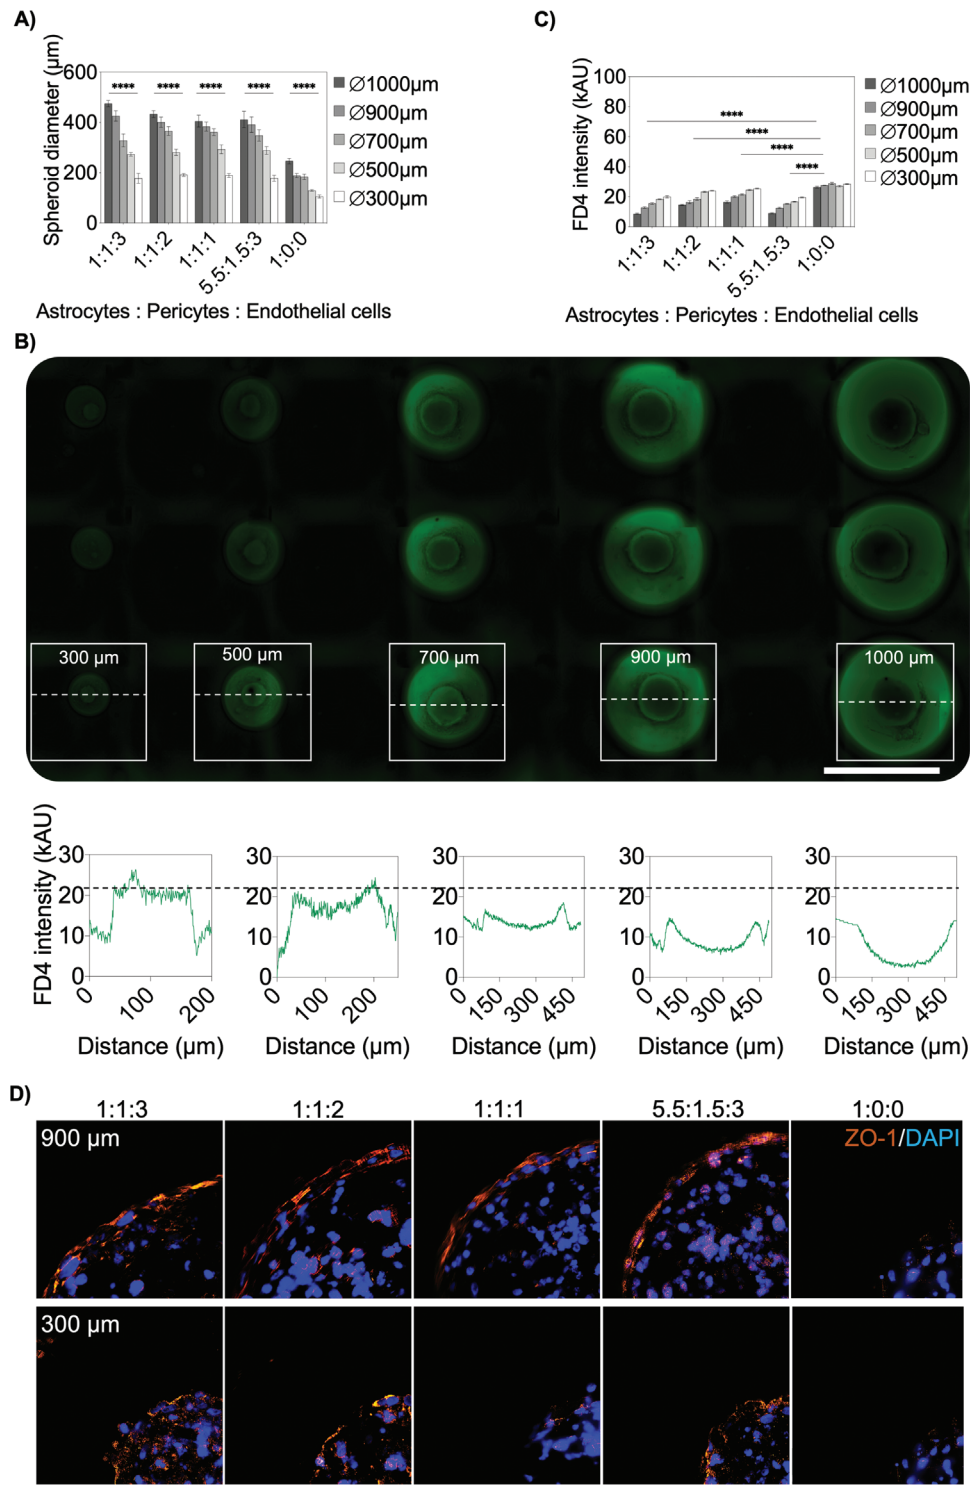 A)
Spheroid diameter (µm)
600
400
200
0
**** **** **** **** ****
Ø1000µm
Ø900µm
Ø700µm
Ø500µm
Ø300µm
1:1:3
1:1:2
1:1:1
5.5:1.5:3
1:0:0
Astrocytes : Pericytes : Endothelial cells
C)
FD4 intensity (kAU)
100
80
60
40
20
0
****
****
****
****
Ø1000µm
Ø900µm
Ø700µm
Ø500µm
Ø300µm
1:1:3
1:1:2
1:1:1
5.5:1.5:3
1:0:0
Astrocytes : Pericytes : Endothelial cells
B)
300 µm
500 µm
700 µm
900 µm
1000 µm
FD4 intensity (kAU)
30
20
10
0
0
100
200
Distance (µm)
30
20
10
0
0
100
200
Distance (µm)
30
20
10
0
0
150
300
450
Distance (µm)
30
20
10
0
0
150
300
450
Distance (µm)
30
20
10
0
0
150
300
450
Distance (µm)
D)
1:1:3 1:1:2 1:1:1 5.5:1.5:3 1:0:0
900 µm
ZO-1/DAPI
300 µm